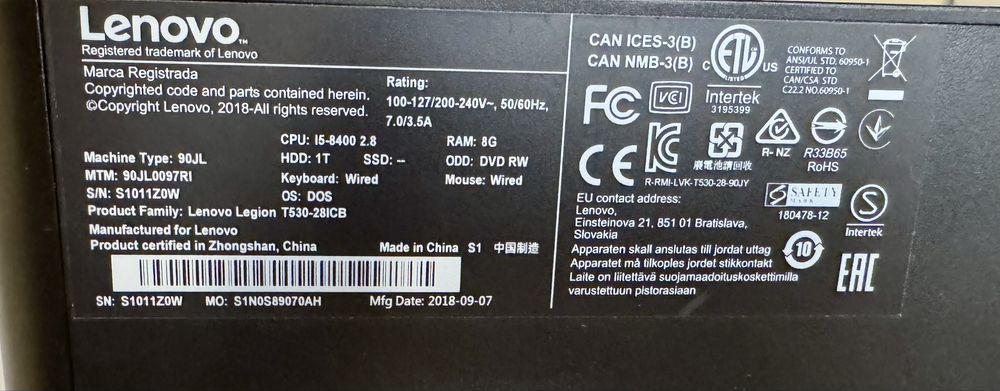 Lenovo™
Registered trademark of Lenovo
Marca Registrada
Copyrighted code and parts contained herein.
©Copyright Lenovo, 2018-All rights reserved.
Rating:
100-127/200-240V~, 50/60Hz,
7.0/3.5A
CPU: I5-8400 2.8 RAM: 8G
Machine Type: 90JL HDD: 1T SSD: -- ODD: DVD RW
MTM: 90JL0097RI Keyboard: Wired Mouse: Wired
S/N: S1011Z0W OS: DOS
Product Family: Lenovo Legion T530-28ICB
Manufactured for Lenovo
Product certified in Zhongshan, China Made in China S1 中国制造
SN: S1011Z0W MO: S1N0S89070AH Mfg Date: 2018-09-07
CAN ICES-3(B)
CAN NMB-3(B)
C ETL US
LISTED
Intertek
3195399
CONFORMS TO
ANSI/UL STD. 60950-1
CERTIFIED TO
CAN/CSA STD
C22.2 NO.60950-1
FC
VCI
CE
KC
廢電池請回收
R-NZ
R33B65
RoHS
R-RMI-LVK-T530-28-90JY
EU contact address:
Lenovo,
Einsteinova 21, 851 01 Bratislava,
Slovakia
S SAFETY
MARK
180478-12
S
Intertek
Apparaten skall anslutas till jordat uttag
Apparatet må tilkoples jordet stikkontakt
Laite on liitettävä suojamaadoituskoskettimilla
varustettuun pistorasiaan
10
EAC